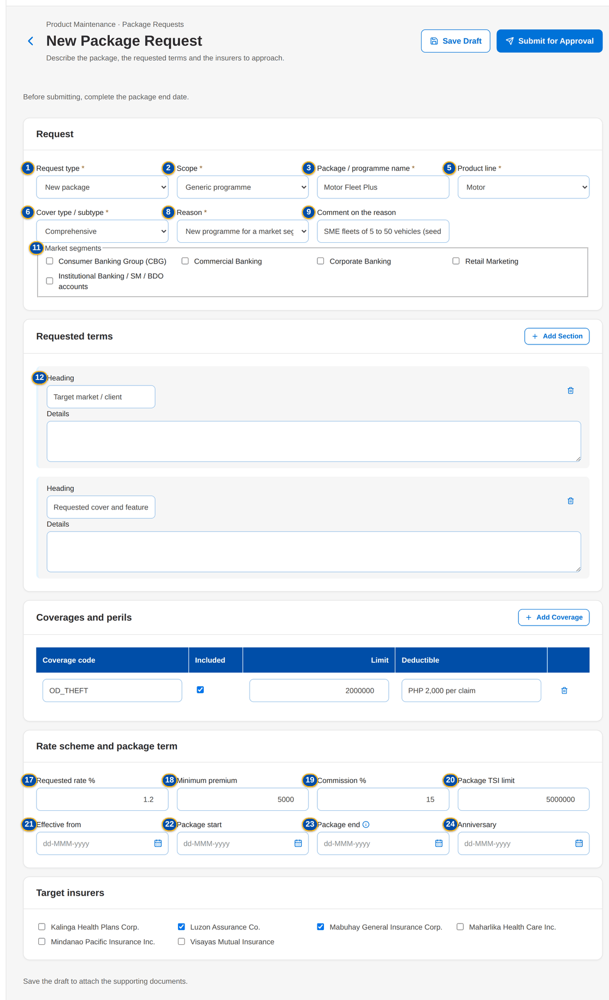 Product Maintenance · Package Requests
New Package Request
Describe the package, the requested terms and the insurers to approach.
Save Draft
Submit for Approval
Before submitting, complete the package end date.
Request
1 Request type *
2 Scope *
3 Package / programme name *
5 Product line *
New package
Generic programme
Motor Fleet Plus
Motor
6 Cover type / subtype *
8 Reason *
9 Comment on the reason
Comprehensive
New programme for a market seg
SME fleets of 5 to 50 vehicles (seed
11 Market segments
Consumer Banking Group (CBG)
Commercial Banking
Corporate Banking
Retail Marketing
Institutional Banking / SM / BDO
accounts
Requested terms
+ Add Section
12 Heading
Target market / client
Details
Heading
Requested cover and feature
Details
Coverages and perils
+ Add Coverage
Coverage code
Included
Limit
Deductible
OD_THEFT
2000000
PHP 2,000 per claim
Rate scheme and package term
17 Requested rate %
18 Minimum premium
19 Commission %
20 Package TSI limit
1.2
5000
15
5000000
21 Effective from
22 Package start
23 Package end
24 Anniversary
dd-MMM-yyyy
dd-MMM-yyyy
dd-MMM-yyyy
dd-MMM-yyyy
Target insurers
Kalinga Health Plans Corp.
Luzon Assurance Co.
Mabuhay General Insurance Corp.
Maharlika Health Care Inc.
Mindanao Pacific Insurance Inc.
Visayas Mutual Insurance
Save the draft to attach the supporting documents.